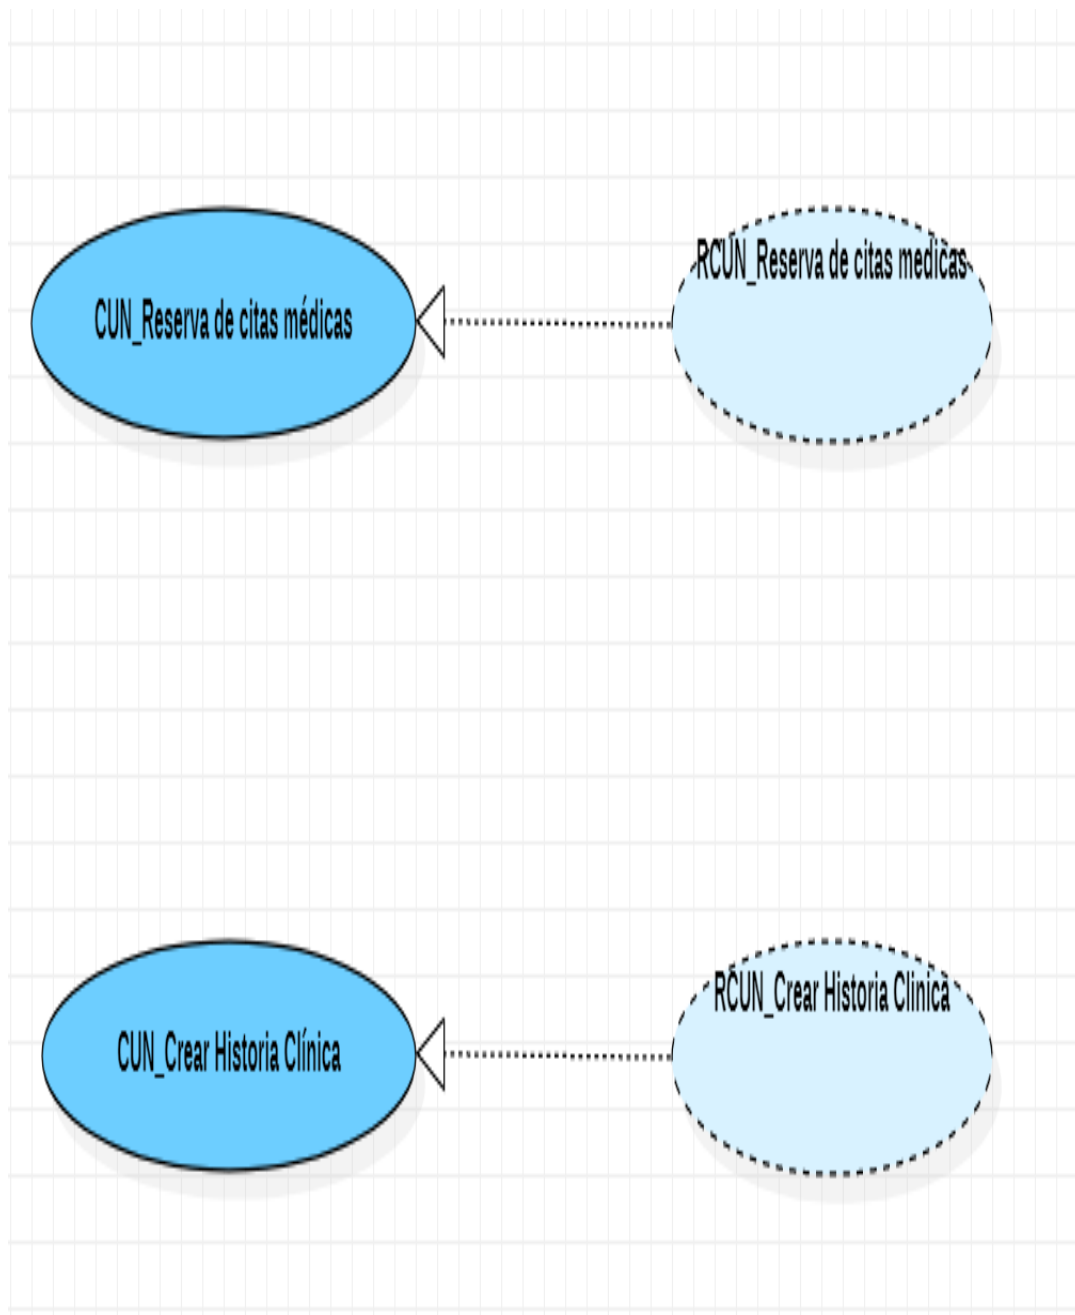 CUN_Reserva de citas médicas
RCUN_Reserva de citas medicas
CUN_Crear Historia Clínica
RCUN_Crear Historia Clinica